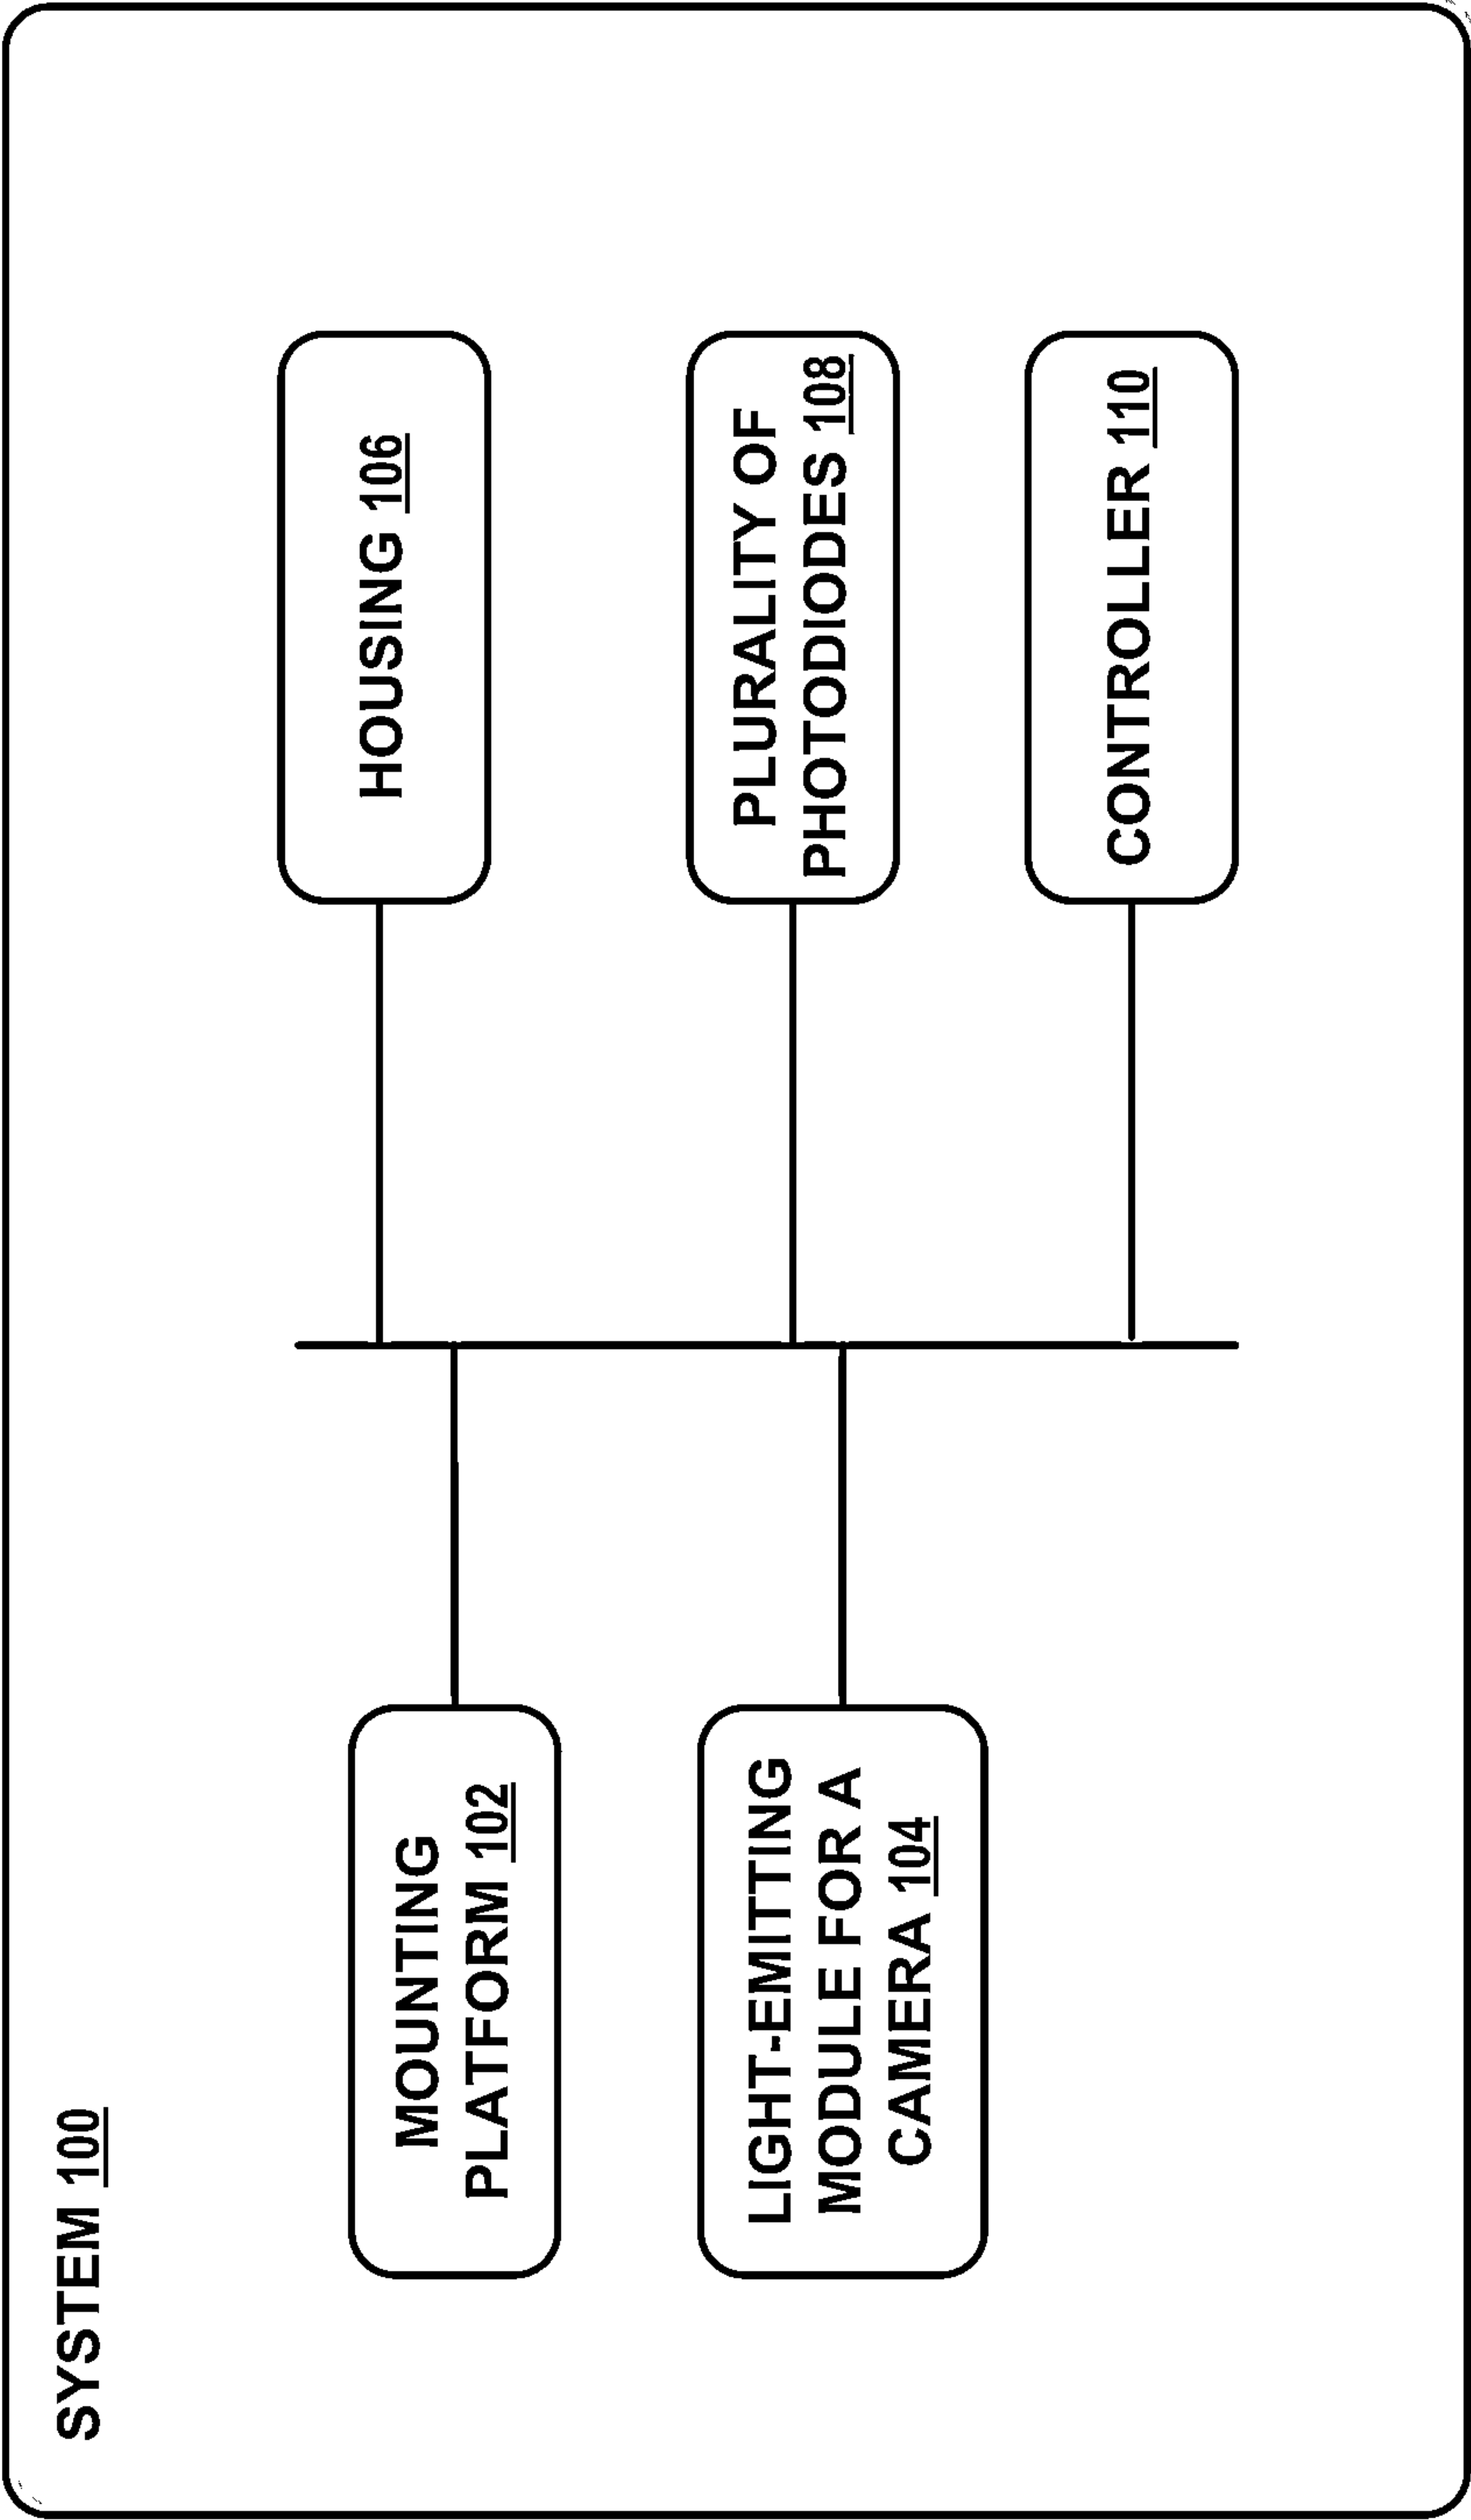 SYSTEM 100
MOUNTING
PLATFORM 102
LIGHT-EMITTING
MODULE FOR A
CAMERA 104
HOUSING 106
PLURALITY OF
PHOTODIODES 108
CONTROLLER 110